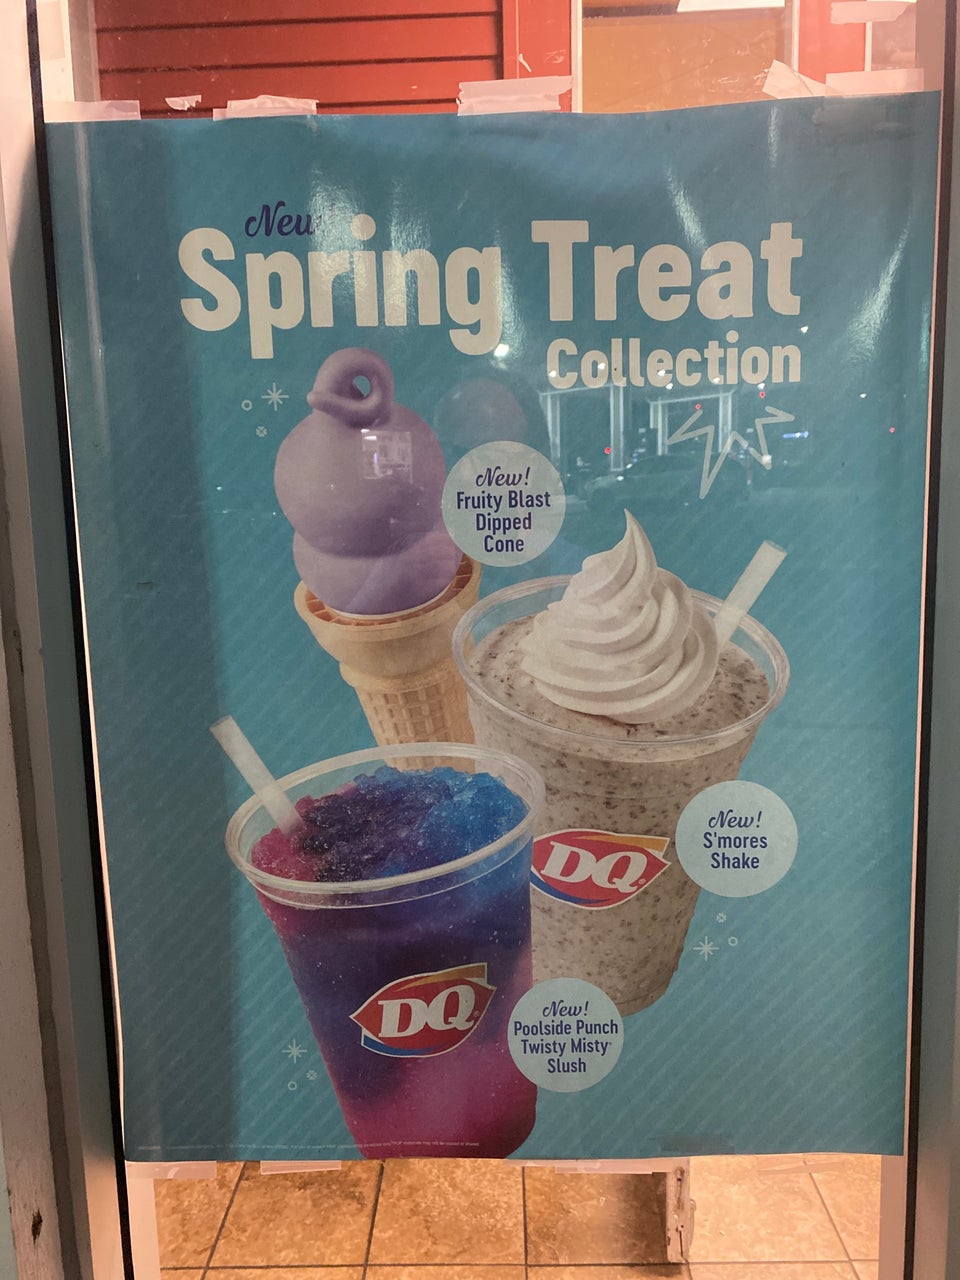 New
Spring Treat
Collection
New!
Fruity Blast
Dipped
Cone
New!
S'mores
Shake
DQ®
DQ®
New!
Poolside Punch
Twisty Misty®
Slush